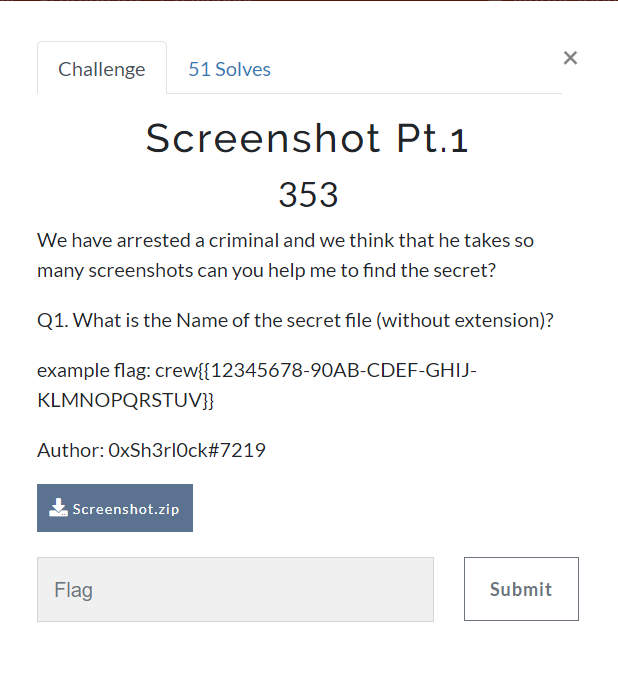 Challenge
51 Solves
×
Screenshot Pt.1
353
We have arrested a criminal and we think that he takes so
many screenshots can you help me to find the secret?
Q1. What is the Name of the secret file (without extension)?
example flag: crew{{12345678-90AB-CDEF-GHIJ-
KLMNOPQRSTUV}}
Author: 0xSh3rl0ck#7219
Screenshot.zip
Flag
Submit